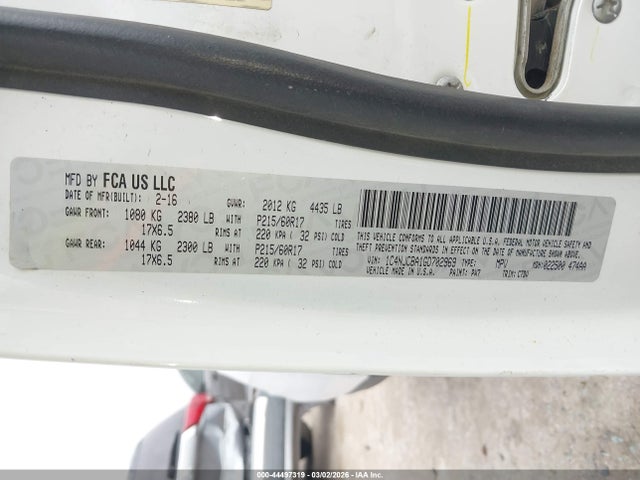 MFD BY FCA US LLC
DATE OF MFR(BUILT): 2-16 GVWR: 2012 KG 4435 LB
GAWR FRONT: 1080 KG 2380 LB WITH P215/60R17 TIRES
17X6.5 RIMS AT 220 KPA ( 32 PSI) COLD
GAWR REAR: 1044 KG 2300 LB WITH P215/60R17 TIRES
17X6.5 RIMS AT 220 KPA ( 32 PSI) COLD
THIS VEHICLE CONFORMS TO ALL APPLICABLE U.S.A. FEDERAL MOTOR VEHICLE SAFETY AND
THEFT PREVENTION STANDARDS IN EFFECT ON THE DATE OF MANUFACTURE SHOWN ABOVE.
VIN: 1C4NJCBA1GD702969 TYPE: MPV MDH: 022500 474AA
PAINT: PW7 TRIM:
000-44497319 - 03/02/2026 - COPYRIGHT IAA, Inc.